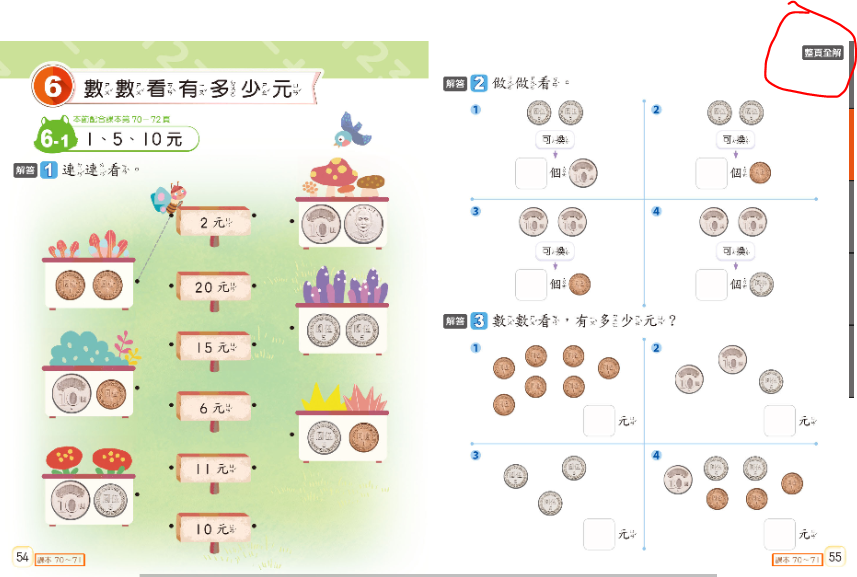 整頁全解
6 數數看有多少元
本節配合課本第70～72頁
6-1 1、5、10元
解答 1 連連看。
2元
20元
15元
6元
11元
10元
54 課本 70～71
解答 2 做做看。
1
可換
個
2
可換
個
3
可換
個
4
可換
個
解答 3 數數看，有多少元？
1
元
2
元
3
元
4
元
課本 70～71 55